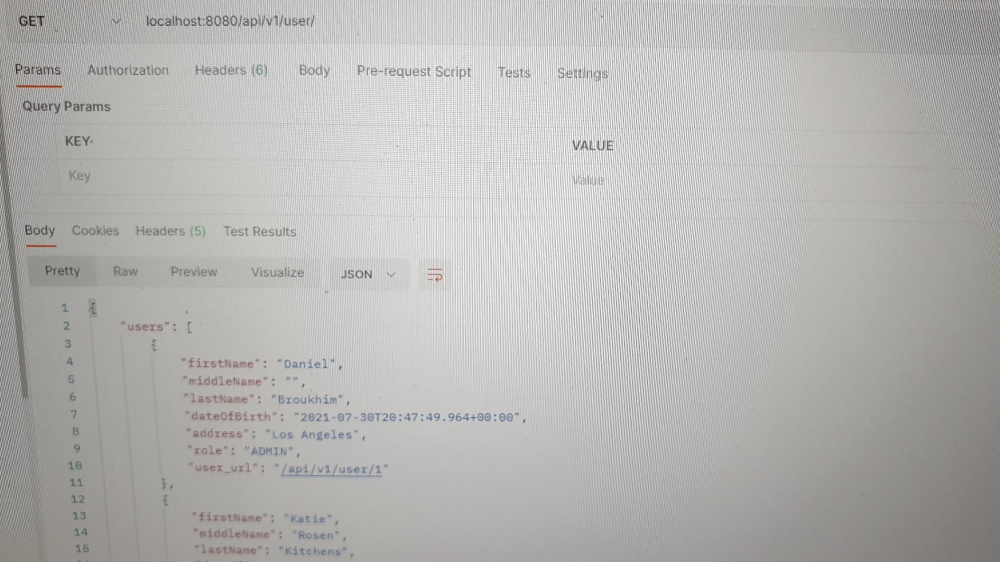 GET localhost:8080/api/v1/user/
Params Authorization Headers (6) Body Pre-request Script Tests Settings
Query Params
KEY VALUE
Key Value
Body Cookies Headers (5) Test Results
Pretty Raw Preview Visualize JSON
1 {
2 "users": [
3 {
4 "firstName": "Daniel",
5 "middleName": "",
6 "lastName": "Broukhim",
7 "dateOfBirth": "2021-07-30T20:47:49.964+00:00",
8 "address": "Los Angeles",
9 "role": "ADMIN",
10 "user_url": "/api/v1/user/1"
11 },
12 {
13 "firstName": "Katie",
14 "middleName": "Rosen",
15 "lastName": "Kitchens",